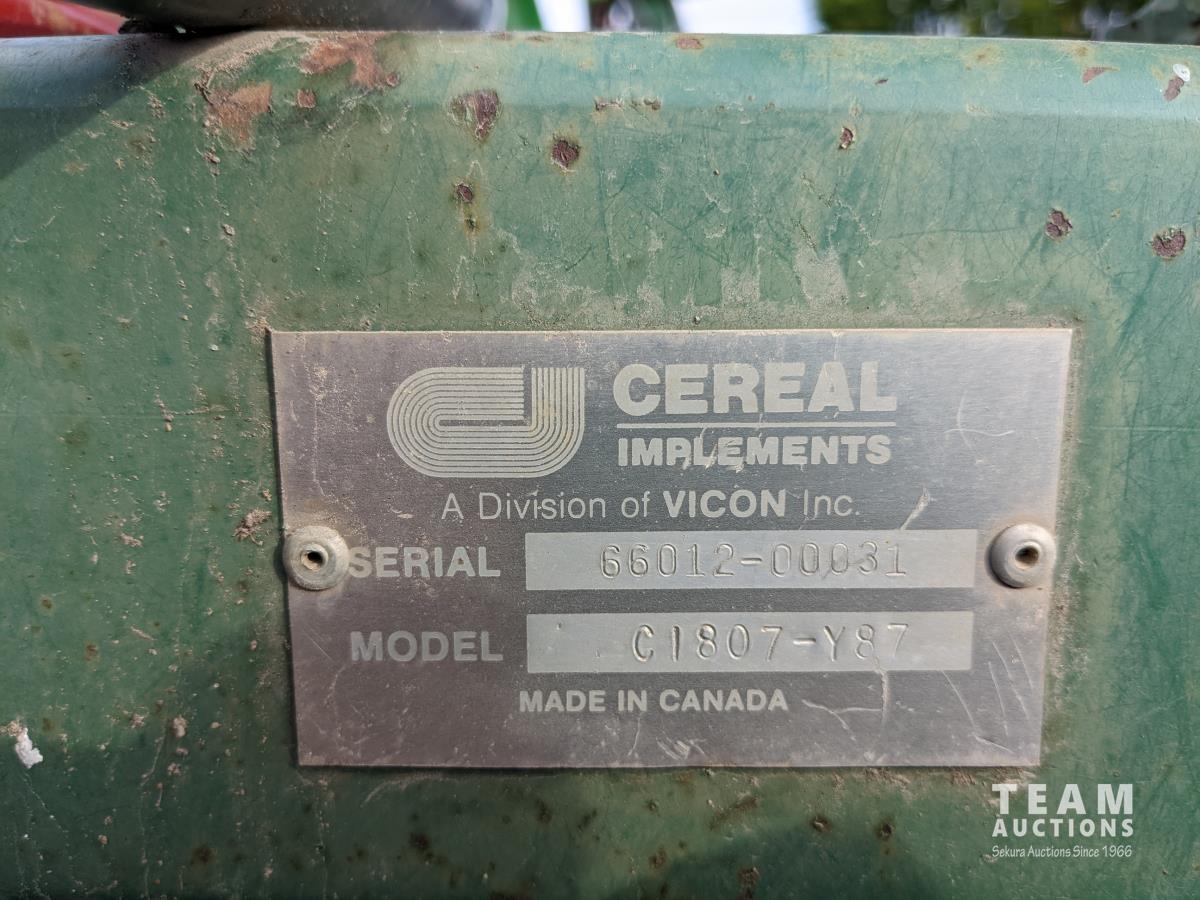 CEREAL
IMPLEMENTS
A Division of VICON Inc.
SERIAL 66012-00031
MODEL CI807-Y87
MADE IN CANADA
TEAM
AUCTIONS
Sekura Auctions Since 1966